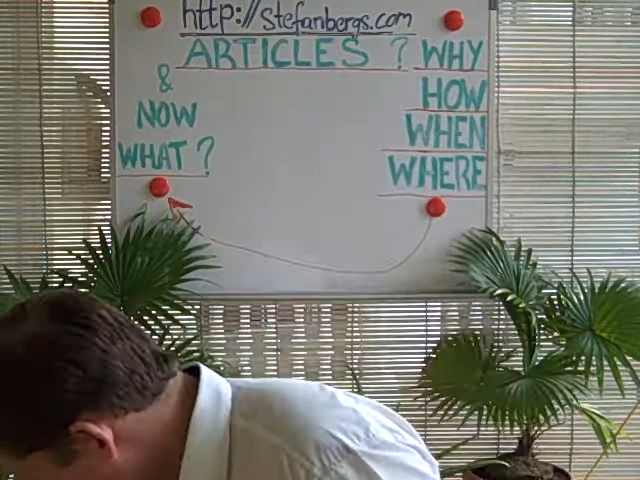 http://stefanbergs.com
ARTICLES ? WHY
HOW
WHEN
WHERE
&
NOW
WHAT ?